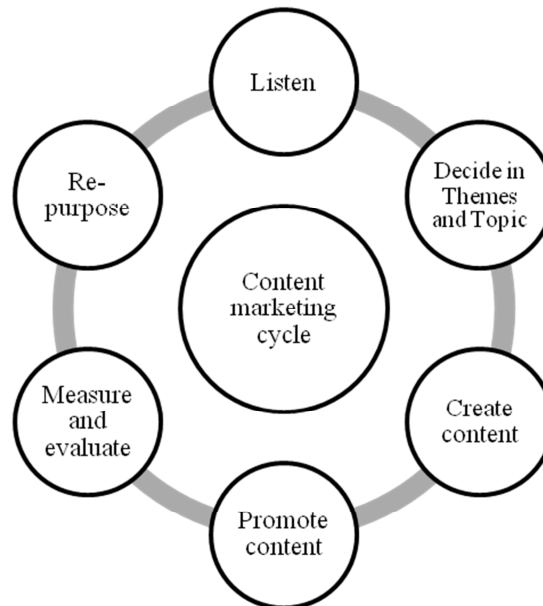 Listen
Decide in
Themes
and Topic
Create
content
Promote
content
Measure
and
evaluate
Re-
purpose
Content
marketing
cycle